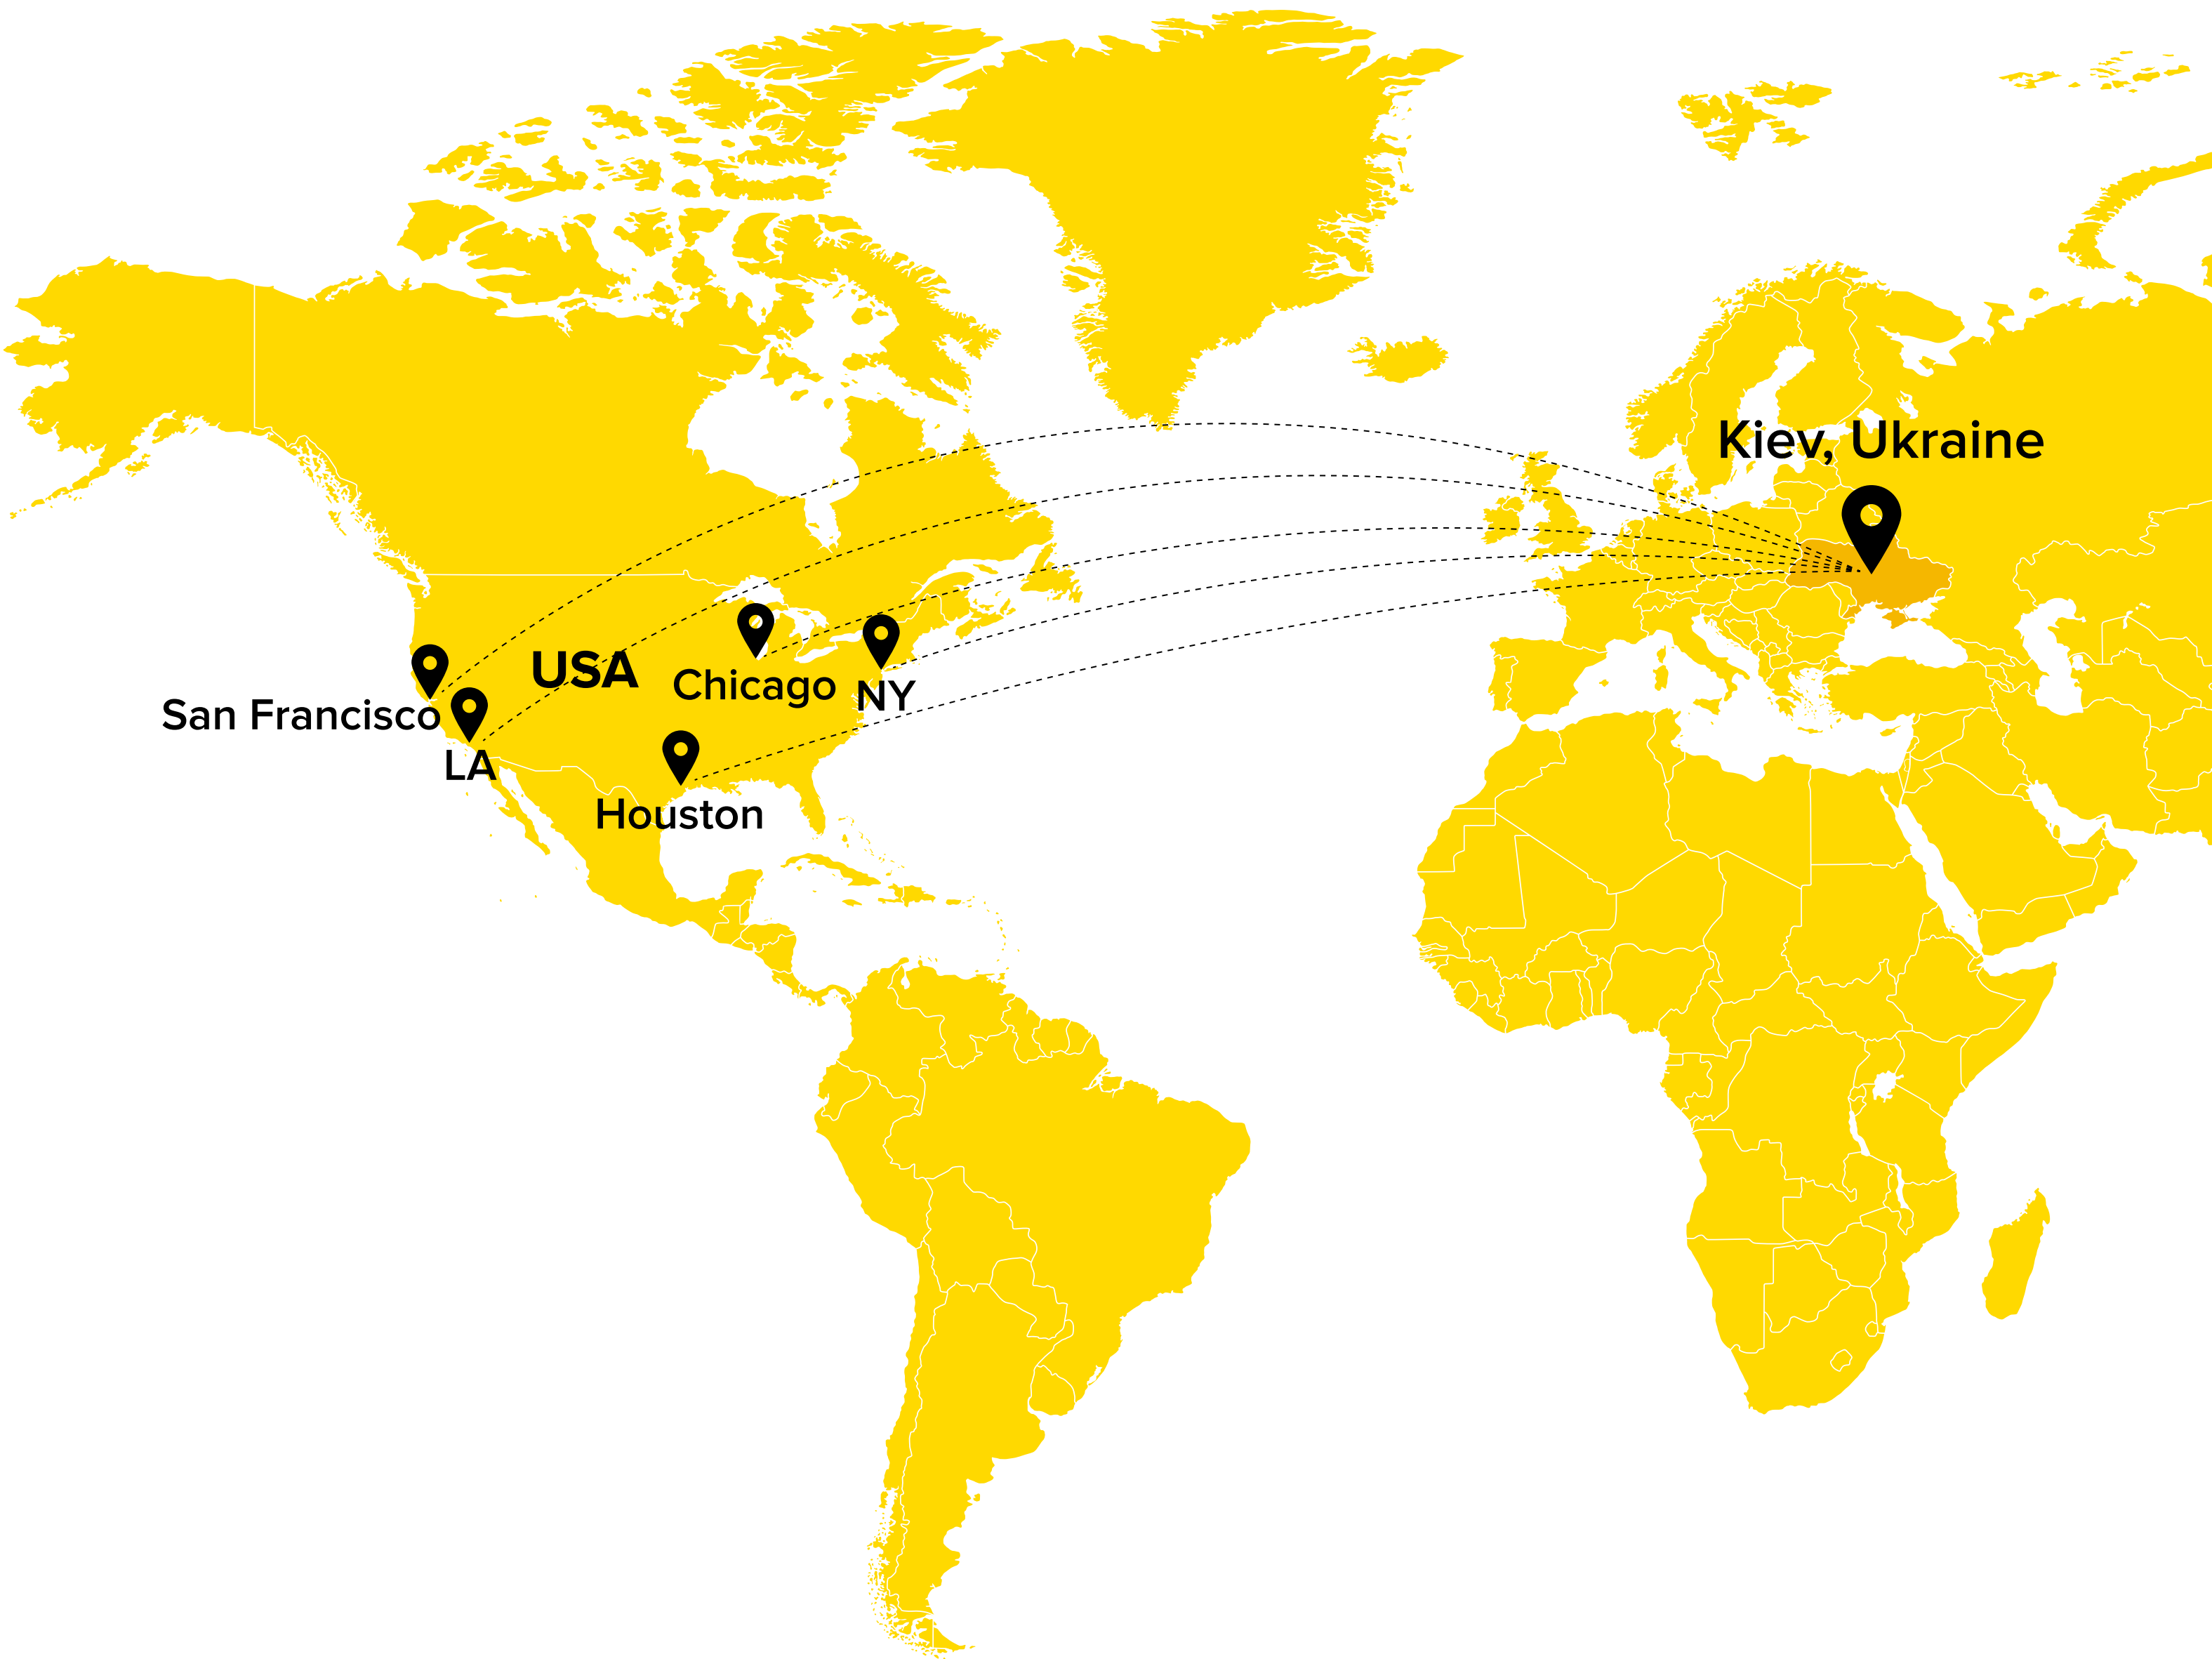 Kiev, Ukraine
USA
Chicago
NY
San Francisco
LA
Houston